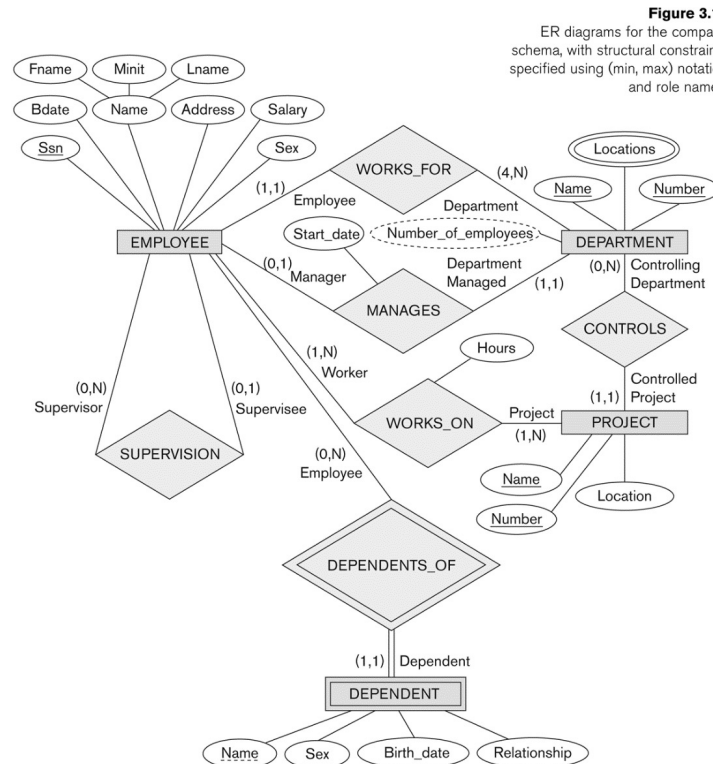 Figure 3.
ER diagrams for the compa
schema, with structural constrain
specified using (min, max) notati
and role name
Fname
Minit
Lname
Bdate
Name
Address
Salary
Ssn
Sex
WORKS_FOR
Locations
Name
Number
(1,1)
Employee
(4,N)
Department
Start_date
Number_of_employees
EMPLOYEE
DEPARTMENT
(0,1)
Manager
MANAGES
Department
Managed
(1,1)
(0,N)
Controlling
Department
CONTROLS
(1,N)
Worker
Hours
(0,N)
Supervisor
(0,1)
Supervisee
SUPERVISION
WORKS_ON
Project
(1,N)
(1,1)
Controlled
Project
PROJECT
(0,N)
Employee
Name
Number
Location
DEPENDENTS_OF
(1,1)
Dependent
DEPENDENT
Name
Sex
Birth_date
Relationship